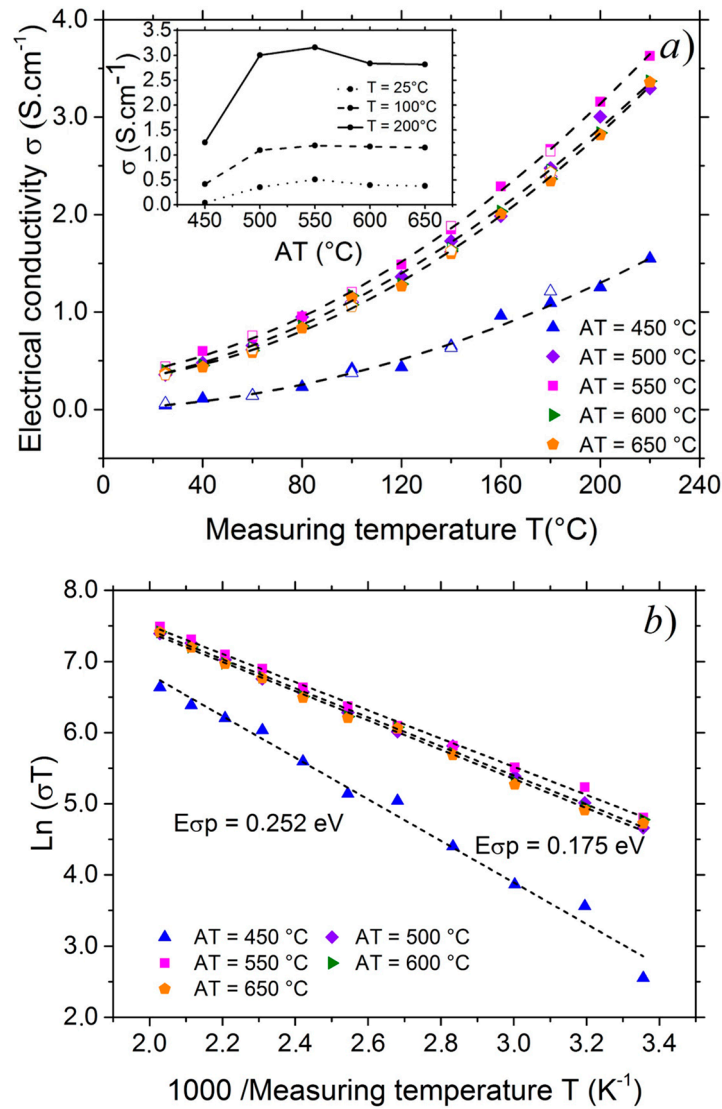 a)
Electrical conductivity σ (S.cm⁻¹)
4.0
3.0
2.0
1.0
0.0
σ (S.cm⁻¹)
3.5
3.0
2.5
2.0
1.5
1.0
0.5
0.0
T = 25°C
T = 100°C
T = 200°C
450 500 550 600 650
AT (°C)
AT = 450 °C
AT = 500 °C
AT = 550 °C
AT = 600 °C
AT = 650 °C
0 40 80 120 160 200 240
Measuring temperature T(°C)
b)
Ln (σT)
8.0
7.0
6.0
5.0
4.0
3.0
2.0
Eσp = 0.252 eV
Eσp = 0.175 eV
AT = 450 °C AT = 500 °C
AT = 550 °C AT = 600 °C
AT = 650 °C
2.0 2.2 2.4 2.6 2.8 3.0 3.2 3.4
1000 /Measuring temperature T (K⁻¹)